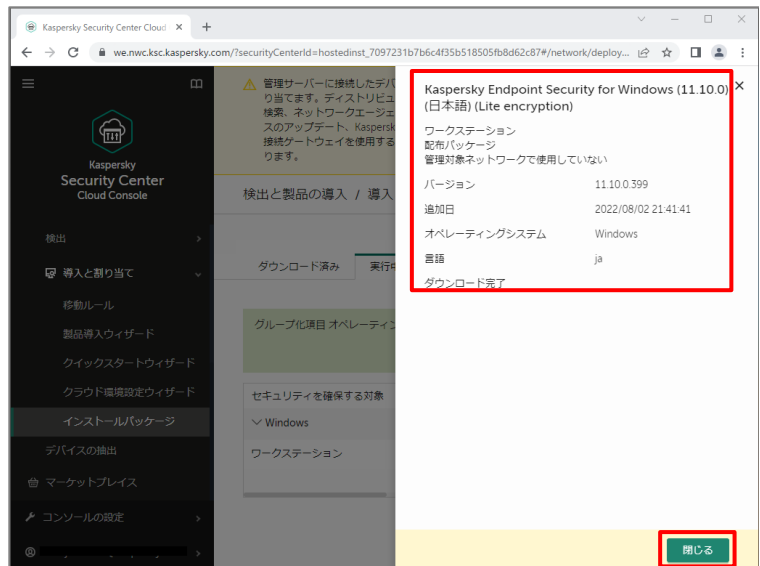 Kaspersky Security Center Cloud
we.nwc.ksc.kaspersky.com/?securityCenterId=hostedinst_7097231b7b6c4f35b518505fb8d62c87#/network/deploy...
Kaspersky
Security Center
Cloud Console
検出
導入と割り当て
移動ルール
製品導入ウィザード
クイックスタートウィザード
クラウド環境設定ウィザード
インストールパッケージ
デバイスの抽出
マーケットプレイス
コンソールの設定
管理サーバーに接続したデバ
り当てます。ディストリビュ
検索、ネットワークエージェ
スのアップデート、Kaspersk
接続ゲートウェイを使用する
ります。
検出と製品の導入 / 導入
ダウンロード済み
実行中
グループ化項目 オペレーティン
セキュリティを確保する対象
Windows
ワークステーション
Kaspersky Endpoint Security for Windows (11.10.0)
(日本語) (Lite encryption)
ワークステーション
配布パッケージ
管理対象ネットワークで使用していない
バージョン 11.10.0.399
追加日 2022/08/02 21:41:41
オペレーティングシステム Windows
言語 ja
ダウンロード完了
閉じる